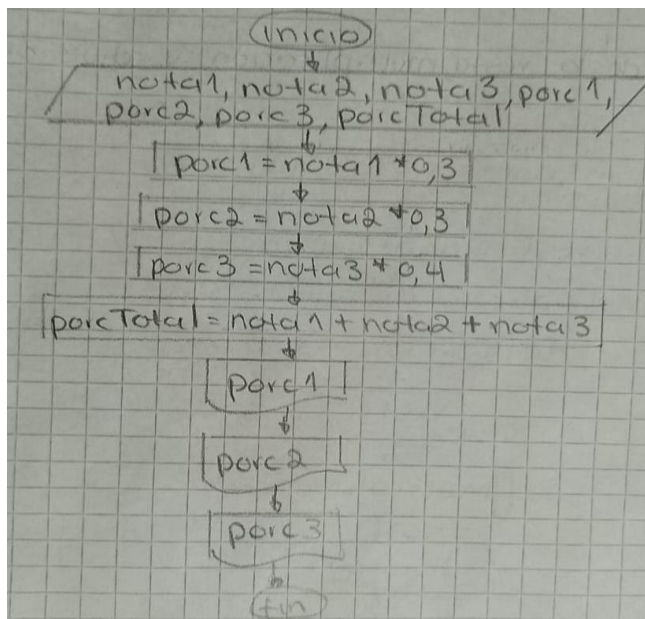 inicio
nota1, nota2, nota3, porc1,
porc2, porc3, porcTotal
porc1 = nota1 * 0,3
porc2 = nota2 * 0,3
porc3 = nota3 * 0,4
porcTotal = nota1 + nota2 + nota3
porc1
porc2
porc3
fin